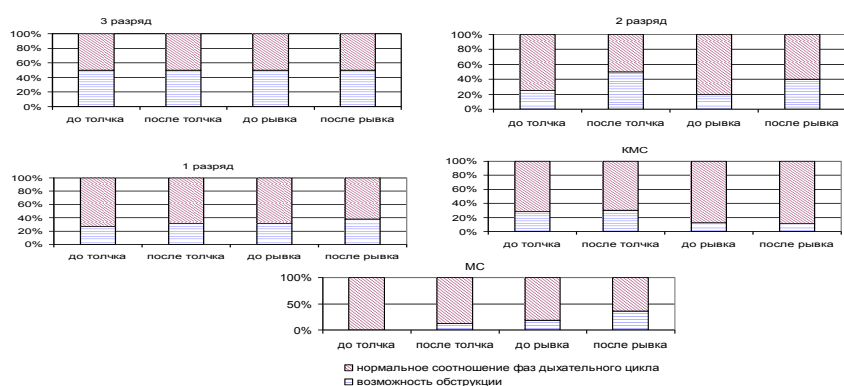 3 разряд
100%
80%
60%
40%
20%
0%
до толчка после толчка до рывка после рывка
2 разряд
100%
80%
60%
40%
20%
0%
до толчка после толчка до рывка после рывка
1 разряд
100%
80%
60%
40%
20%
0%
до толчка после толчка до рывка после рывка
КМС
100%
80%
60%
40%
20%
0%
до толчка после толчка до рывка после рывка
МС
100%
50%
0%
до толчка после толчка до рывка после рывка
нормальное соотношение фаз дыхательного цикла
возможность обструкции